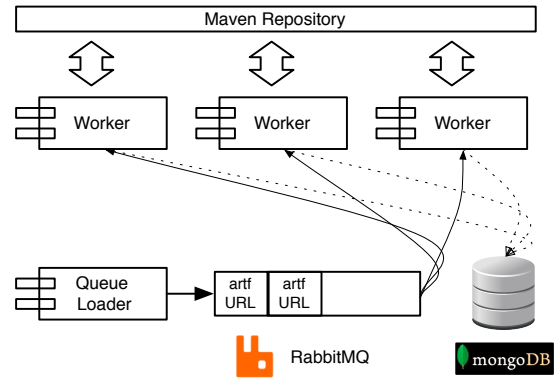 Maven Repository
Worker
Worker
Worker
Queue
Loader
artf
URL
artf
URL
RabbitMQ
mongoDB